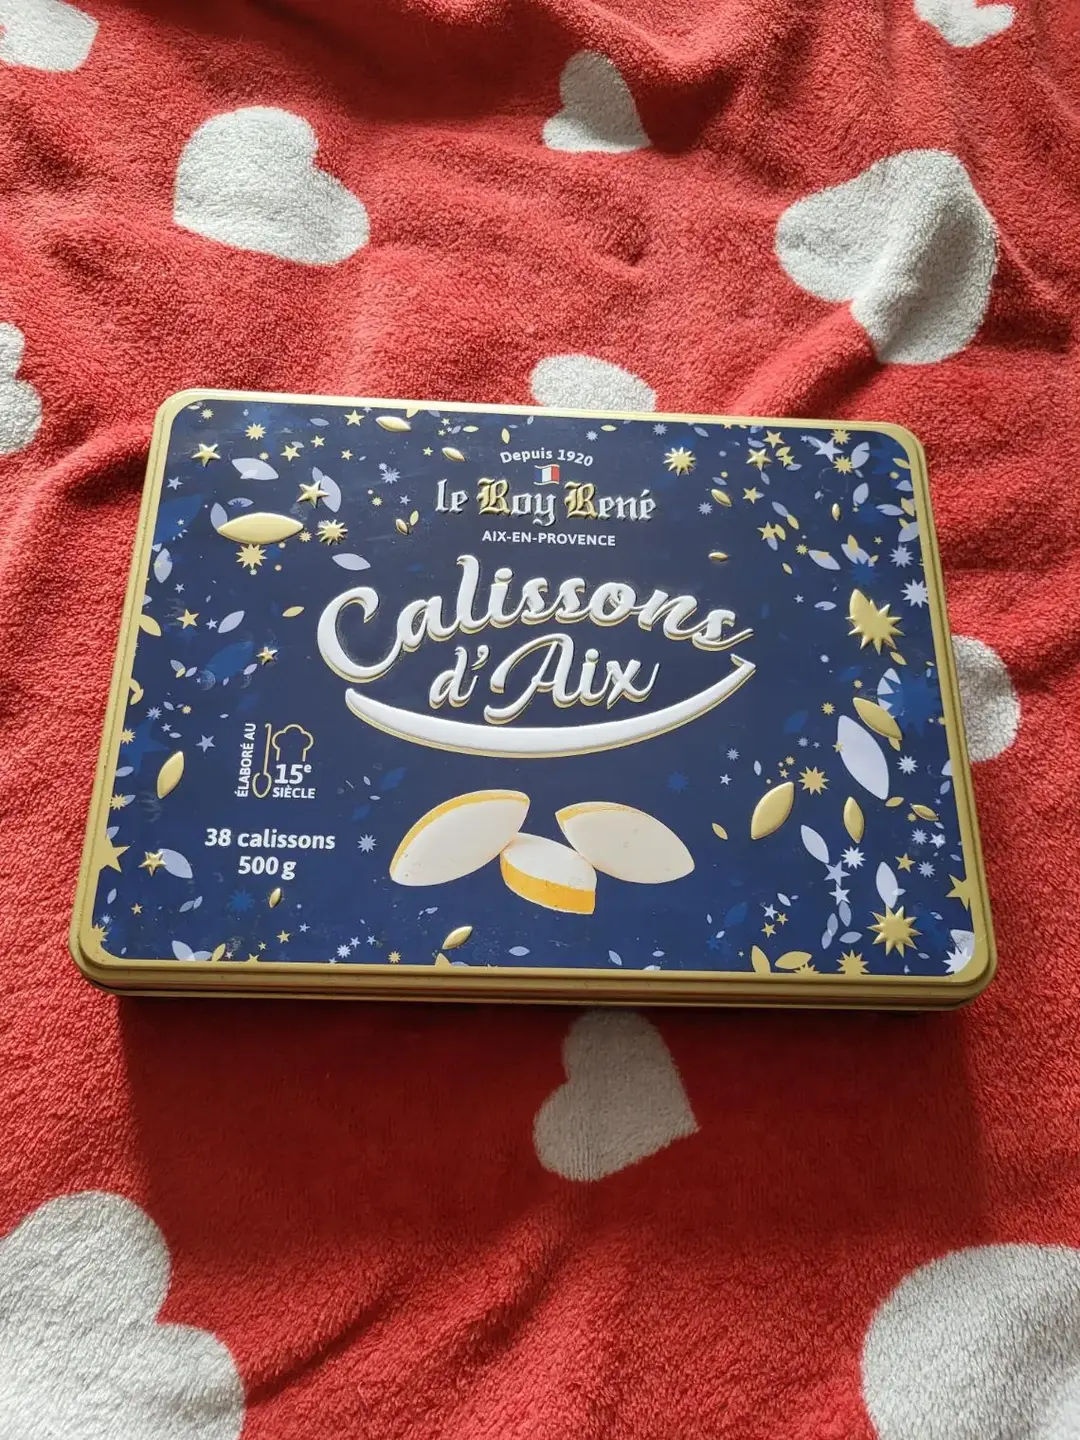 Depuis 1920
le Roy René
AIX-EN-PROVENCE
Calissons
d'Aix
ÉLABORÉ AU
15e
SIÈCLE
38 calissons
500 g